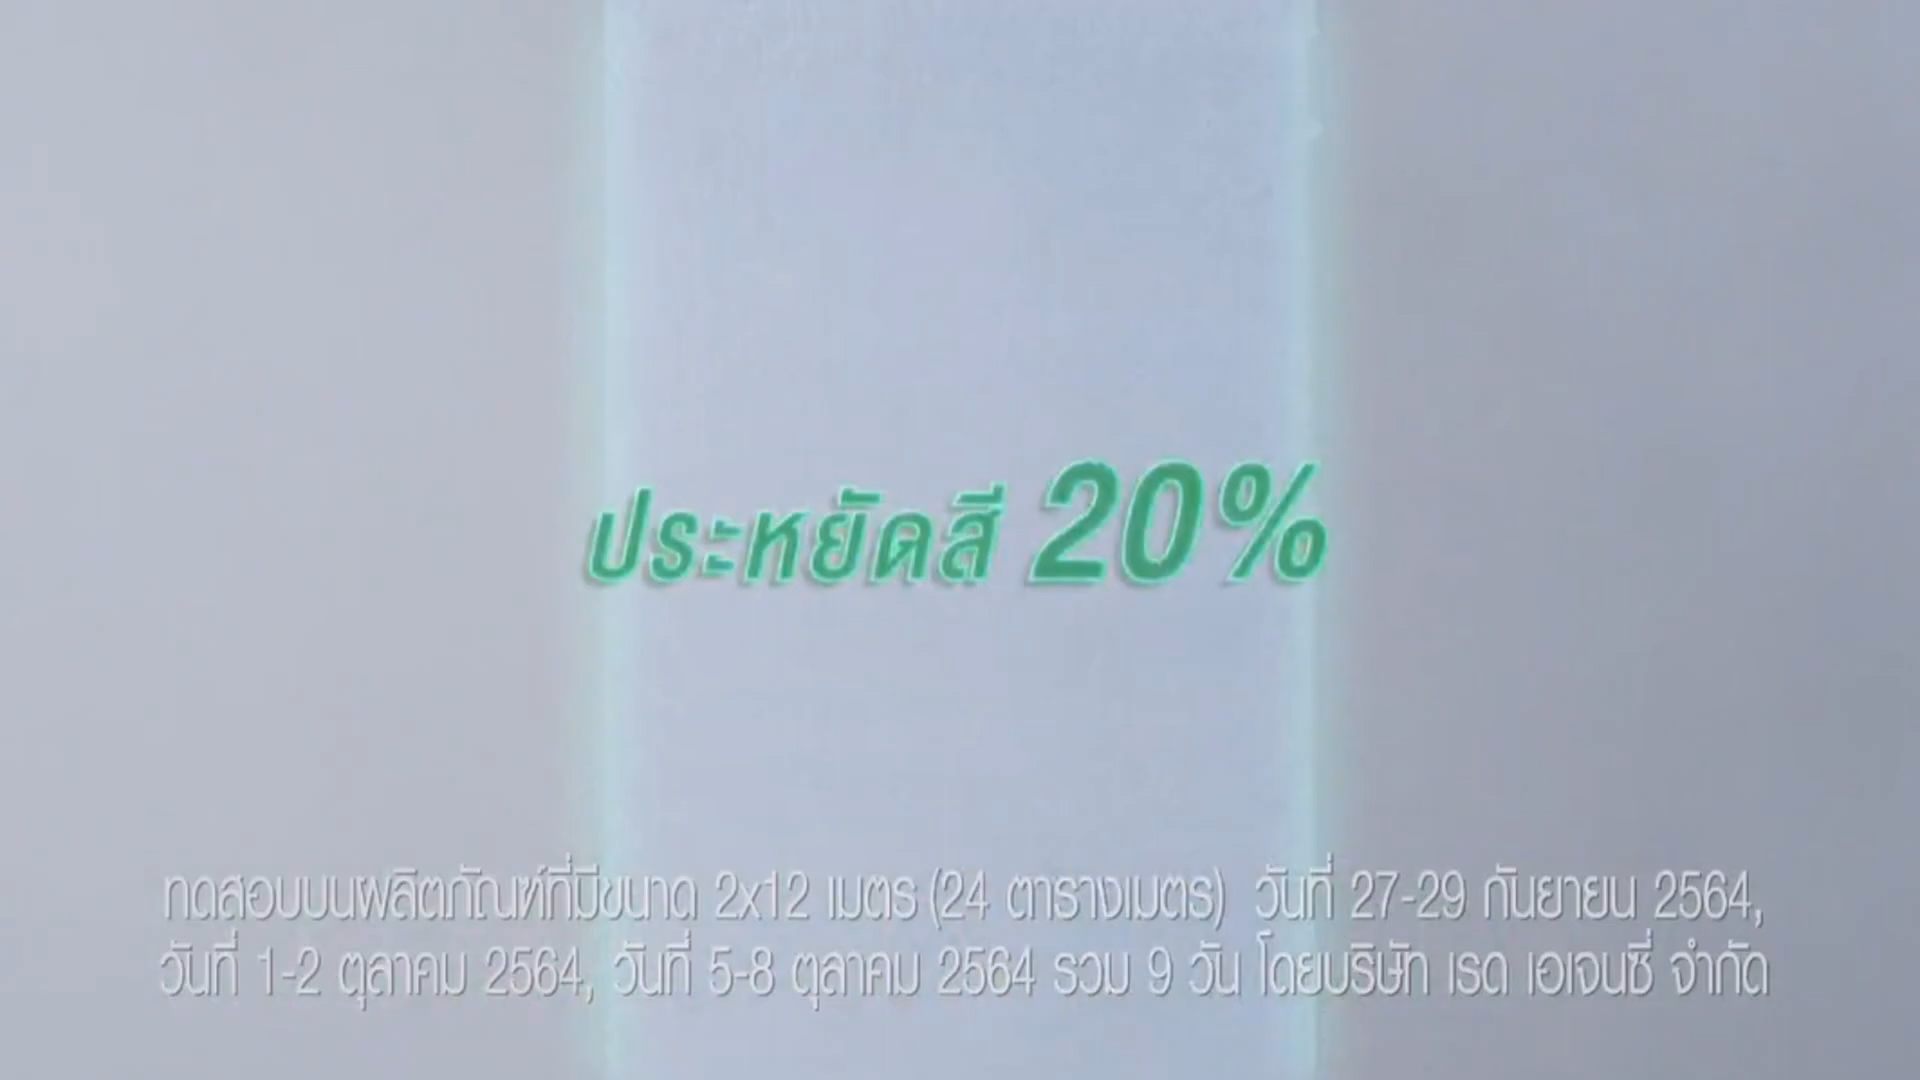 ประหยัดสี 20%
ทดสอบบนผลิตภัณฑ์ที่มีขนาด 2x12 เมตร (24 ตารางเมตร) วันที่ 27-29 กันยายน 2564,
วันที่ 1-2 ตุลาคม 2564, วันที่ 5-8 ตุลาคม 2564 รวม 9 วัน โดยบริษัท เรด เอเจนซี่ จำกัด